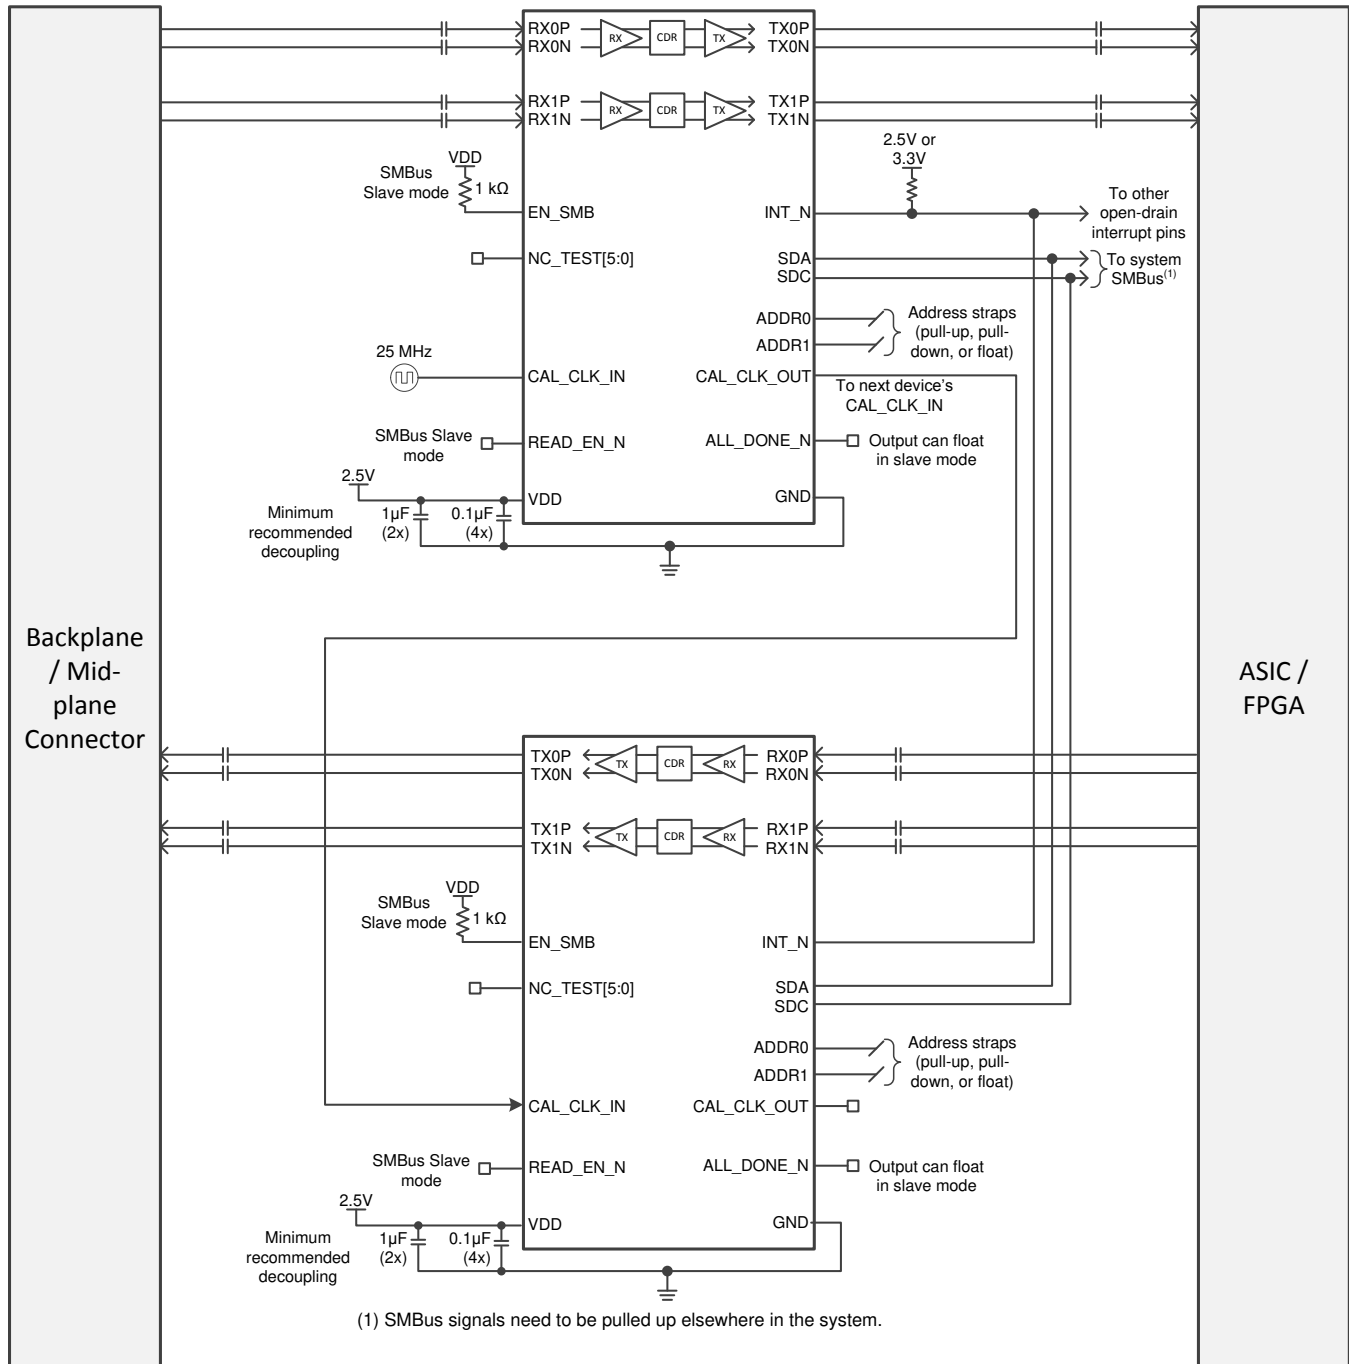 Backplane
/ Mid-
plane
Connector
ASIC /
FPGA
RX0P
RX0N
RX
CDR
TX
TX0P
TX0N
RX1P
RX1N
RX
CDR
TX
TX1P
TX1N
SMBus
Slave mode
VDD
1 kΩ
EN_SMB
2.5V or
3.3V
INT_N
To other
open-drain
interrupt pins
NC_TEST[5:0]
SDA
SDC
To system
SMBus(1)
ADDR0
ADDR1
Address straps
(pull-up, pull-
down, or float)
25 MHz
CAL_CLK_IN
CAL_CLK_OUT
To next device's
CAL_CLK_IN
SMBus Slave
mode
READ_EN_N
ALL_DONE_N
Output can float
in slave mode
2.5V
VDD
GND
Minimum
recommended
decoupling
1µF
(2x)
0.1µF
(4x)
TX0P
TX0N
TX
CDR
RX
RX0P
RX0N
TX1P
TX1N
TX
CDR
RX
RX1P
RX1N
SMBus
Slave mode
VDD
1 kΩ
EN_SMB
INT_N
NC_TEST[5:0]
SDA
SDC
ADDR0
ADDR1
Address straps
(pull-up, pull-
down, or float)
CAL_CLK_IN
CAL_CLK_OUT
SMBus Slave
mode
READ_EN_N
ALL_DONE_N
Output can float
in slave mode
2.5V
VDD
GND
Minimum
recommended
decoupling
1µF
(2x)
0.1µF
(4x)
(1) SMBus signals need to be pulled up elsewhere in the system.